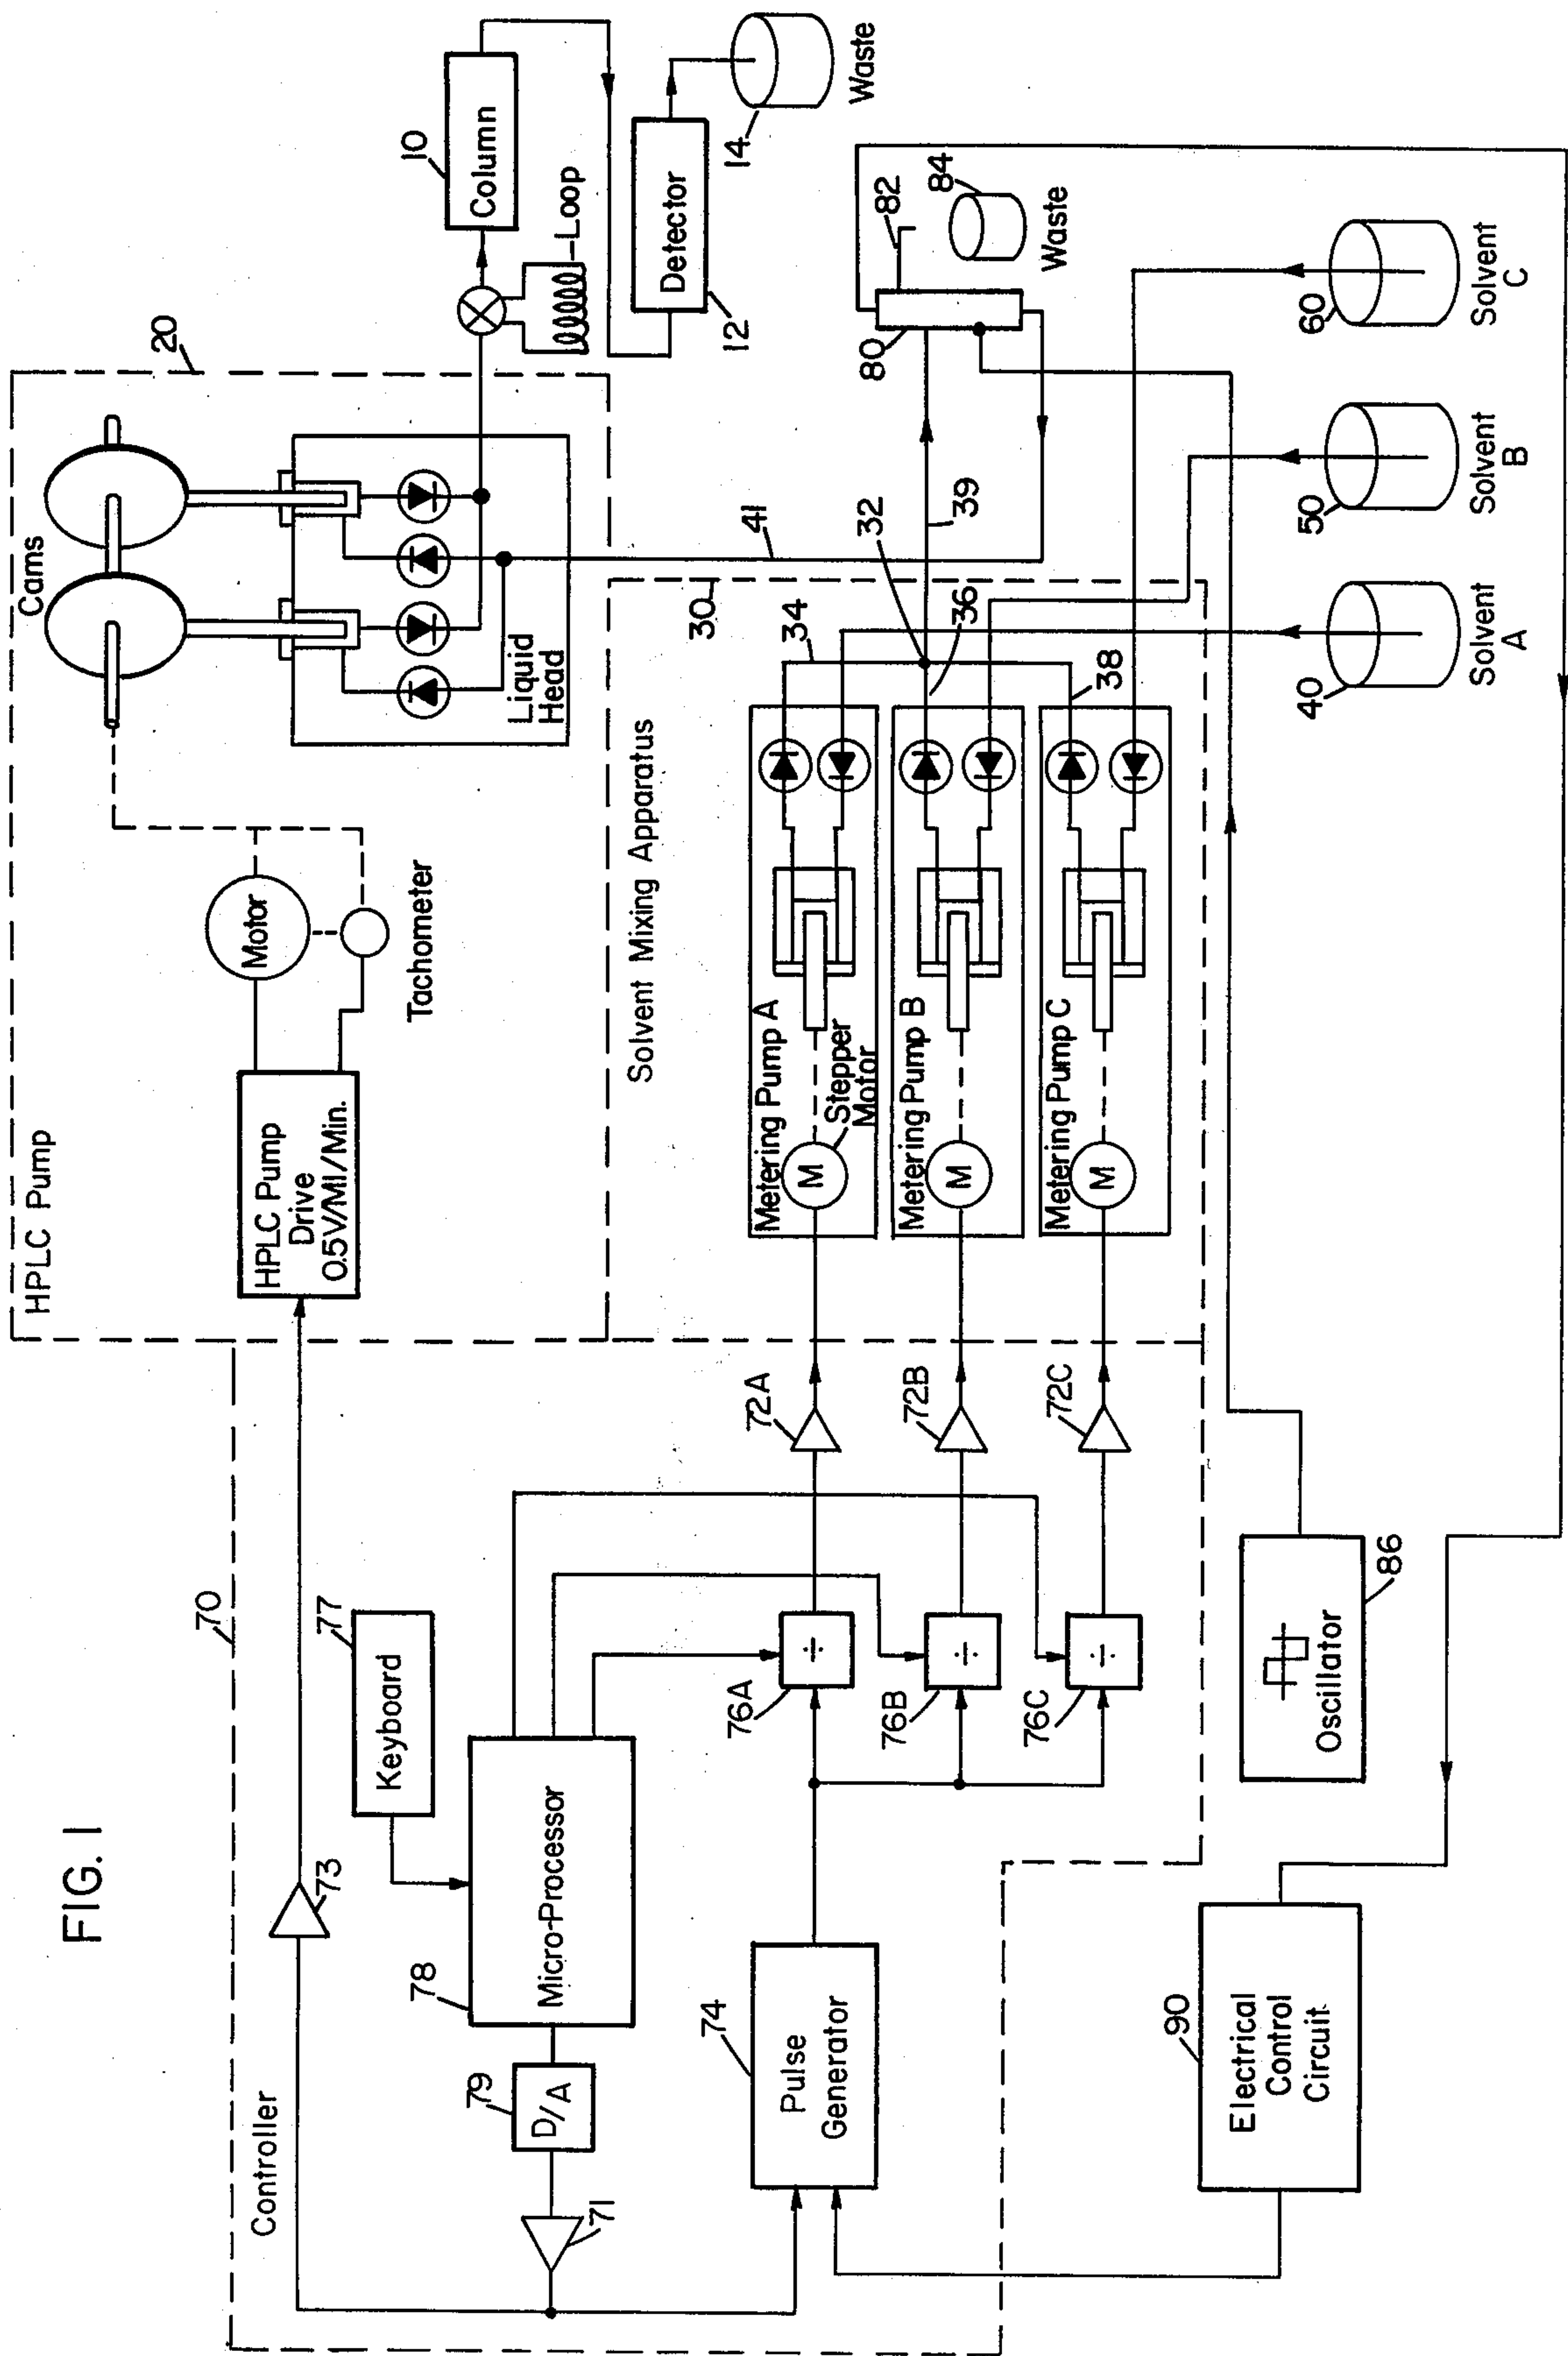 FIG. 1
HPLC Pump
20
Cams
HPLC Pump
Drive
0.5V/Ml/Min.
Motor
Tachometer
Liquid
Head
10
Column
Loop
Detector
12
14
Waste
Controller
70
73
77
Keyboard
78
Micro-Processor
79
D/A
71
74
Pulse
Generator
76A
÷
76B
÷
76C
÷
72A
72B
72C
Solvent Mixing Apparatus
30
Metering Pump A
M
Stepper
Motor
Metering Pump B
M
Metering Pump C
M
34
32
36
38
39
41
80
82
84
Waste
40
Solvent
A
50
Solvent
B
60
Solvent
C
Oscillator
86
90
Electrical
Control
Circuit